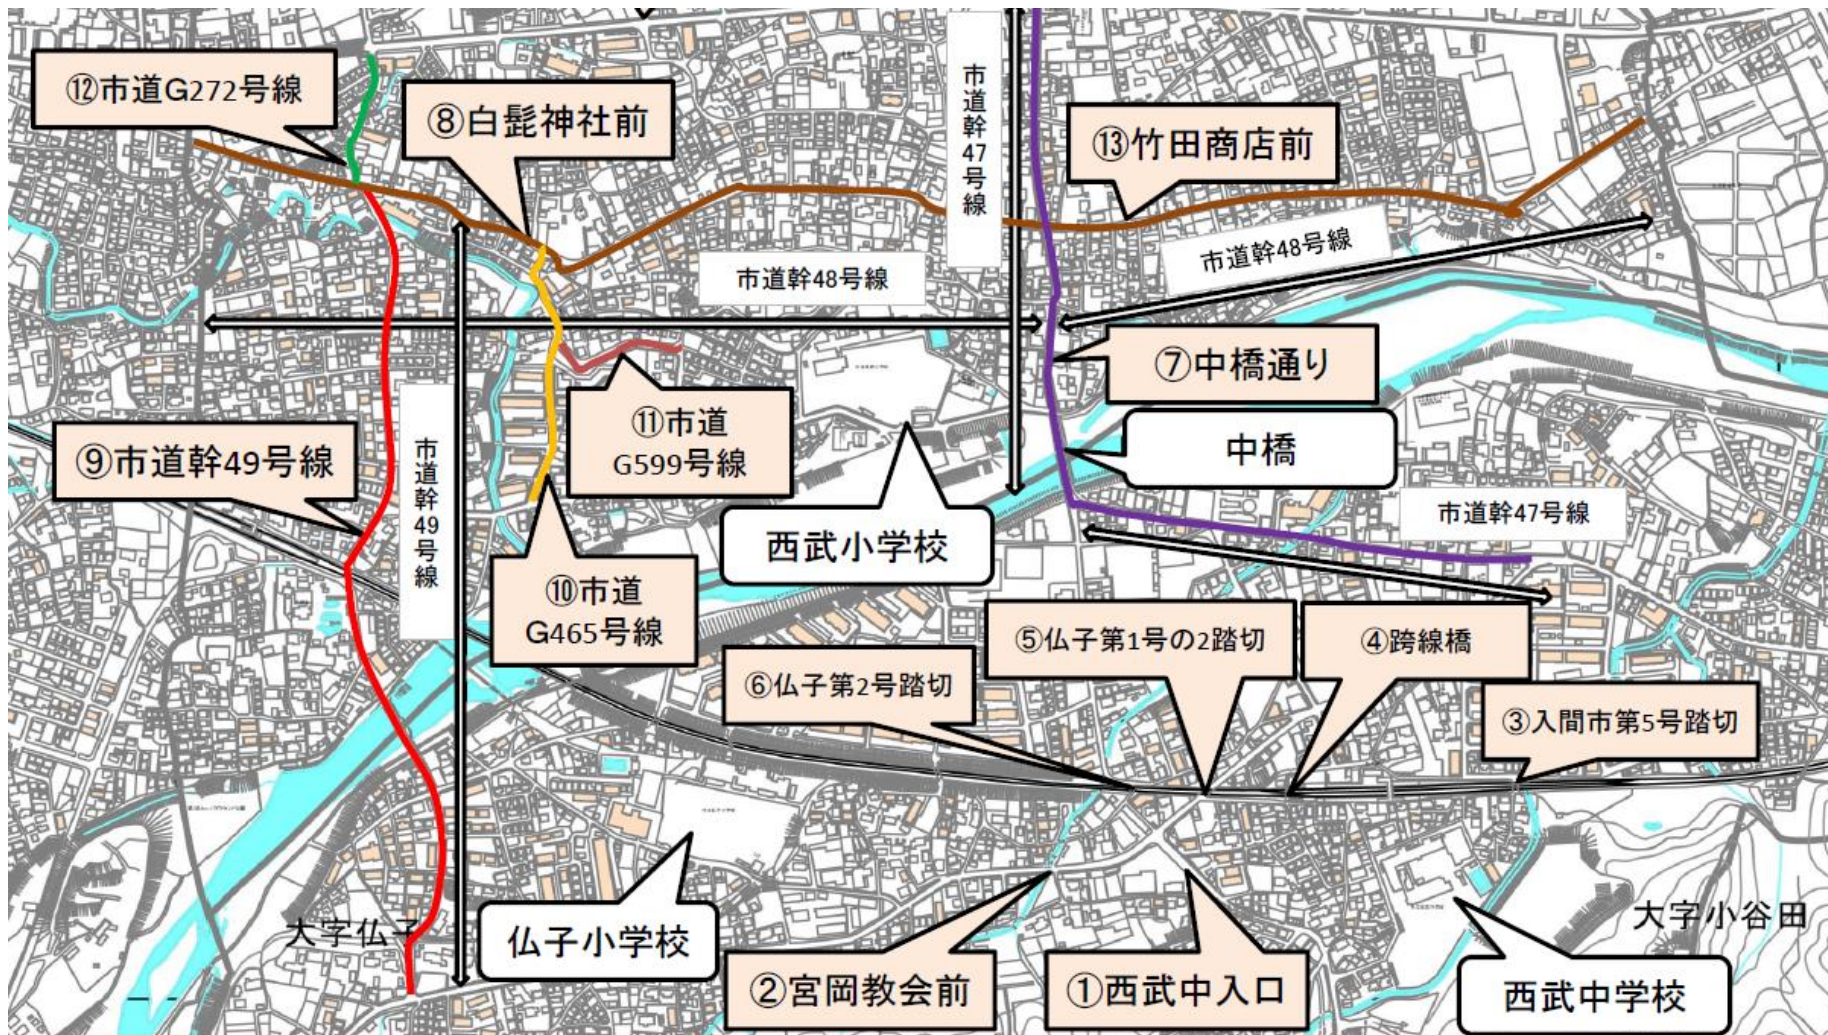 ⑫市道G272号線
⑧白髭神社前
市道幹47号線
⑬竹田商店前
市道幹48号線
市道幹48号線
⑦中橋通り
⑪市道
G599号線
中橋
⑨市道幹49号線
市道幹49号線
西武小学校
市道幹47号線
⑩市道
G465号線
⑤仏子第1号の2踏切
④跨線橋
⑥仏子第2号踏切
③入間市第5号踏切
大字仏子
仏子小学校
②宮岡教会前
①西武中入口
大字小谷田
西武中学校